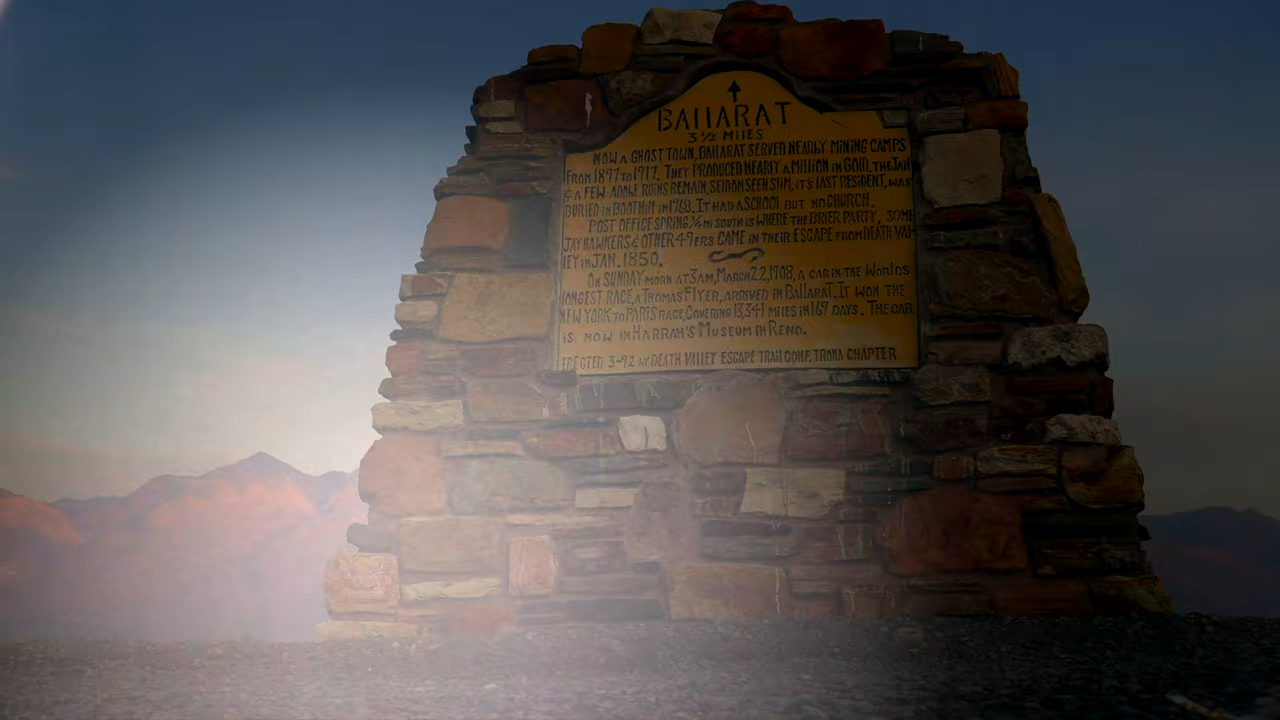 BALLARAT
3 1/2 MILES
NOW A GHOST TOWN, BALLARAT SERVED NEARBY MINING CAMPS
FROM 1897 TO 1917. THEY PRODUCED NEARLY A MILLION IN GOLD. THE JAIL
& A FEW ADOBE RUINS REMAIN, SELDOM SEEN SLIM, IT'S LAST RESIDENT, WAS
BURIED IN BOOTHILL IN 1968. IT HAD A SCHOOL BUT NO CHURCH.
POST OFFICE SPRING, 1/4 MI SOUTH IS WHERE THE BRIER PARTY, SOME
JAYHAWKERS & OTHER 49ERS CAME IN THEIR ESCAPE FROM DEATH VAL-
LEY IN JAN. 1850.
ON SUNDAY MORN AT 3 AM, MARCH 22, 1908, A CAR IN THE WORLDS
LONGEST RACE, A THOMAS FLYER, ARRIVED IN BALLARAT. IT WON THE
NEW YORK TO PARIS RACE, COVERING 13,341 MILES IN 169 DAYS. THE CAR
IS NOW IN HARRAH'S MUSEUM IN RENO.
ERECTED 3-92 BY DEATH VALLEY ESCAPE TRAIL CONF. TRONA CHAPTER